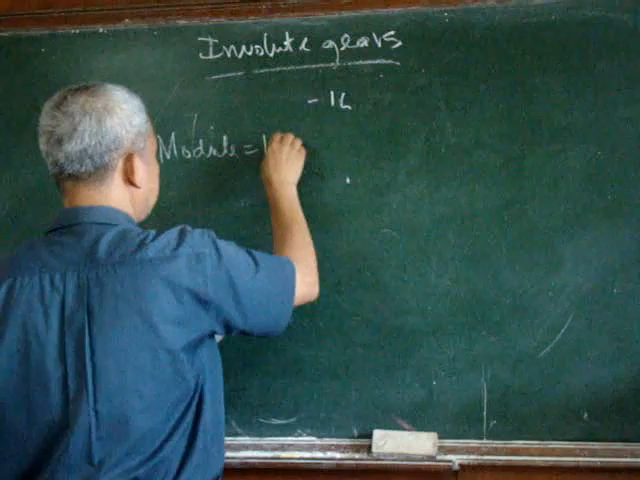 Involute gears
- 16
Module = 1